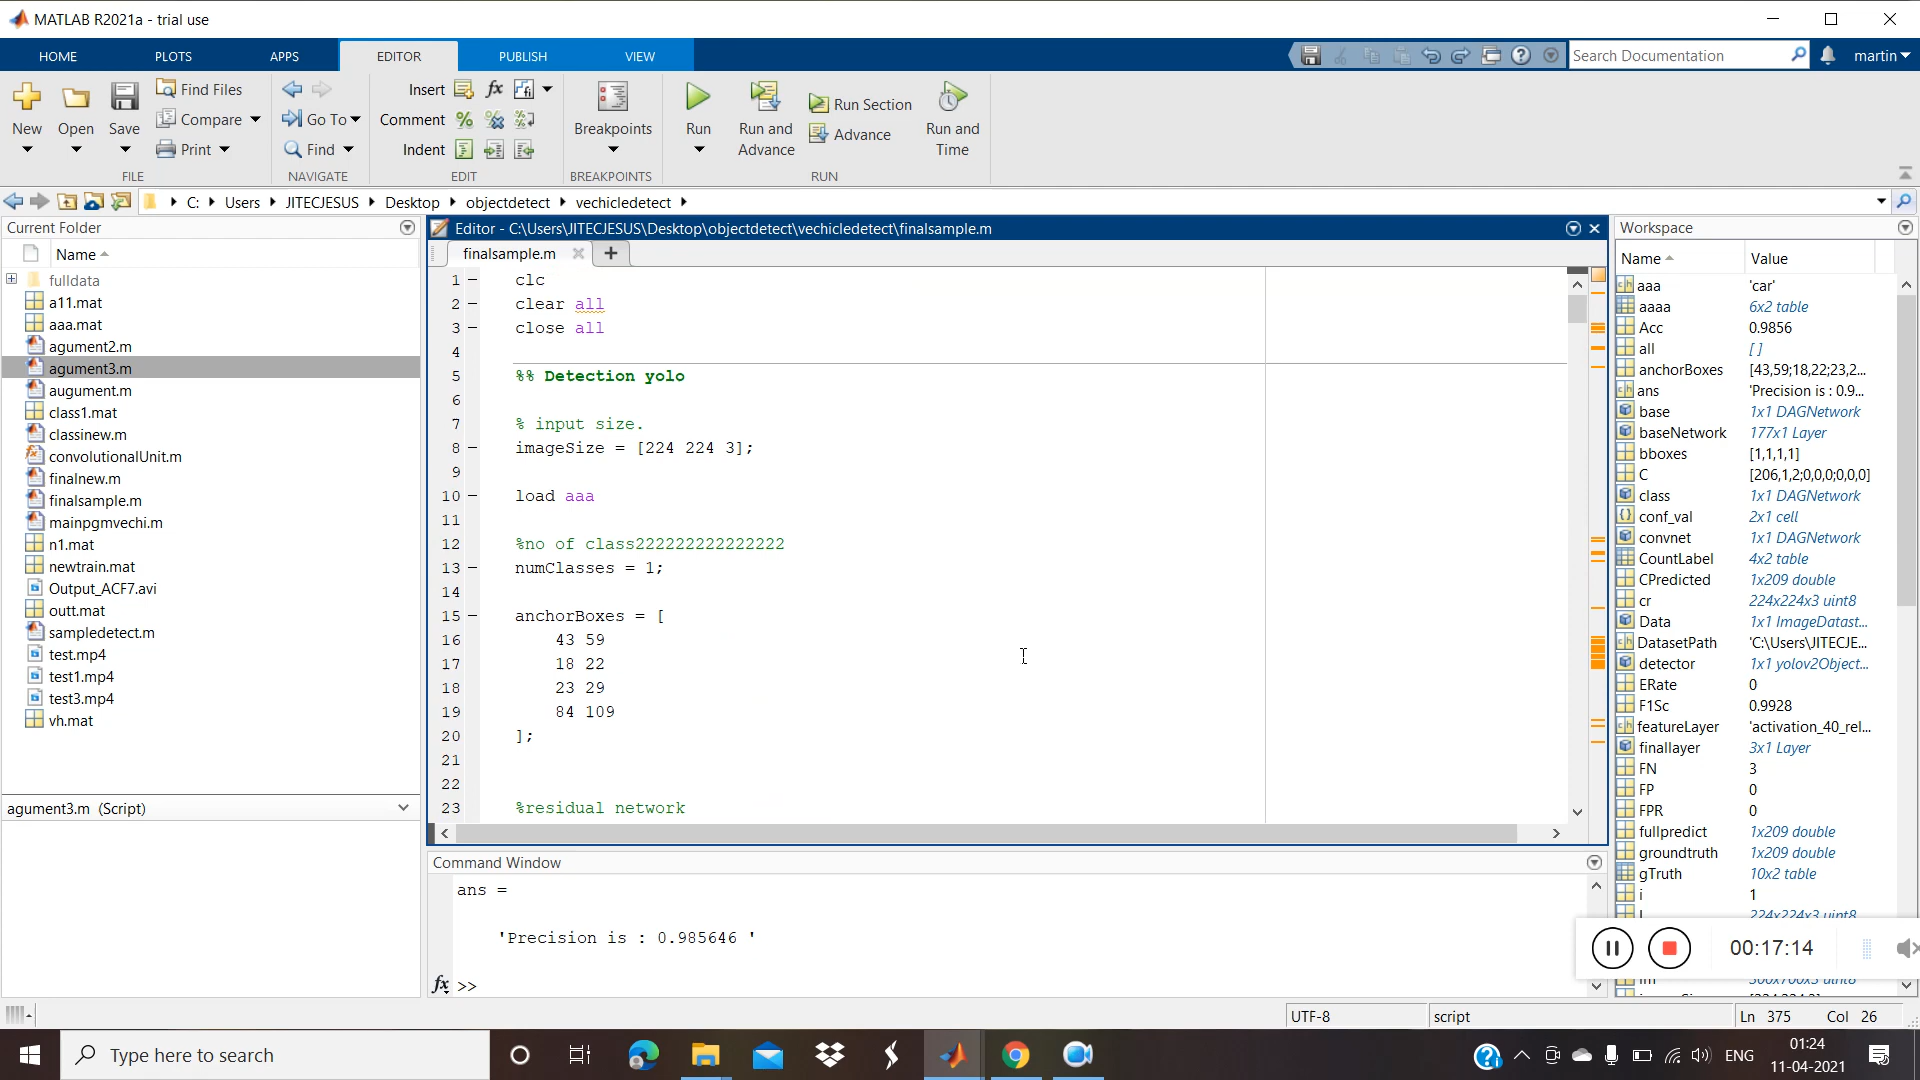 MATLAB R2021a - trial use
HOME PLOTS APPS EDITOR PUBLISH VIEW
Search Documentation
martin
New
Open
Save
Find Files
Compare
Print
FILE
Go To
Find
NAVIGATE
Insert
Comment
Indent
EDIT
Breakpoints
BREAKPOINTS
Run
Run and Advance
Run Section
Advance
Run and Time
RUN
C: Users JITECJESUS Desktop objectdetect vechicledetect
Current Folder
Name
fulldata
a11.mat
aaa.mat
agument2.m
agument3.m
augument.m
class1.mat
classinew.m
convolutionalUnit.m
finalnew.m
finalsample.m
mainpgmvechi.m
n1.mat
newtrain.mat
Output_ACF7.avi
outt.mat
sampledetect.m
test.mp4
test1.mp4
test3.mp4
vh.mat
agument3.m (Script)
Editor - C:\Users\JITECJESUS\Desktop\objectdetect\vechicledetect\finalsample.m
finalsample.m
1 clc
2 clear all
3 close all
4
5 %% Detection yolo
6
7 % input size.
8 imageSize = [224 224 3];
9
10 load aaa
11
12 %no of class222222222222222
13 numClasses = 1;
14
15 anchorBoxes = [
16 43 59
17 18 22
18 23 29
19 84 109
20 ];
21
22
23 %residual network
Command Window
ans =
'Precision is : 0.985646 '
fx >>
Workspace
Name Value
aaa 'car'
aaaa 6x2 table
Acc 0.9856
all []
anchorBoxes [43,59;18,22;23,2...
ans 'Precision is : 0.9...
base 1x1 DAGNetwork
baseNetwork 177x1 Layer
bboxes [1,1,1,1]
C [206,1,2;0,0,0;0,0,0]
class 1x1 DAGNetwork
conf_val 2x1 cell
convnet 1x1 DAGNetwork
CountLabel 4x2 table
CPredicted 1x209 double
cr 224x224x3 uint8
Data 1x1 ImageDatast...
DatasetPath 'C:\Users\JITECJE...
detector 1x1 yolov2Object...
ERate 0
F1Sc 0.9928
featureLayer 'activation_40_rel...
finallayer 3x1 Layer
FN 3
FP 0
FPR 0
fullpredict 1x209 double
groundtruth 1x209 double
gTruth 10x2 table
i 1
I 224x224x3 uint8
00:17:14
UTF-8
script
Ln 375 Col 26
Type here to search
ENG
01:24
11-04-2021